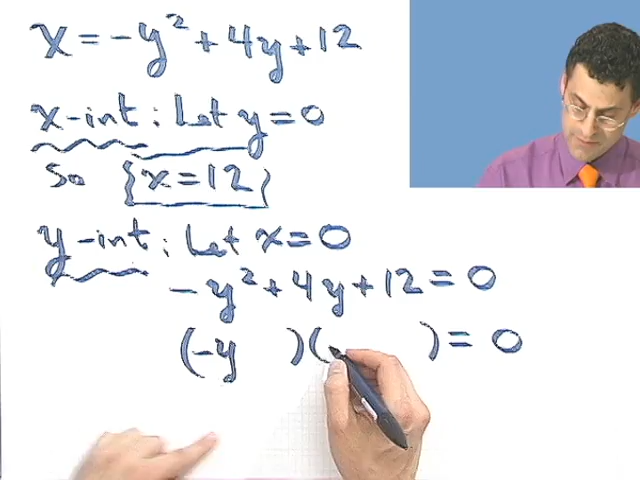 x = -y² + 4y + 12
x-int: Let y = 0
So {x = 12}
y-int: Let x = 0
-y² + 4y + 12 = 0
(-y )( ) = 0